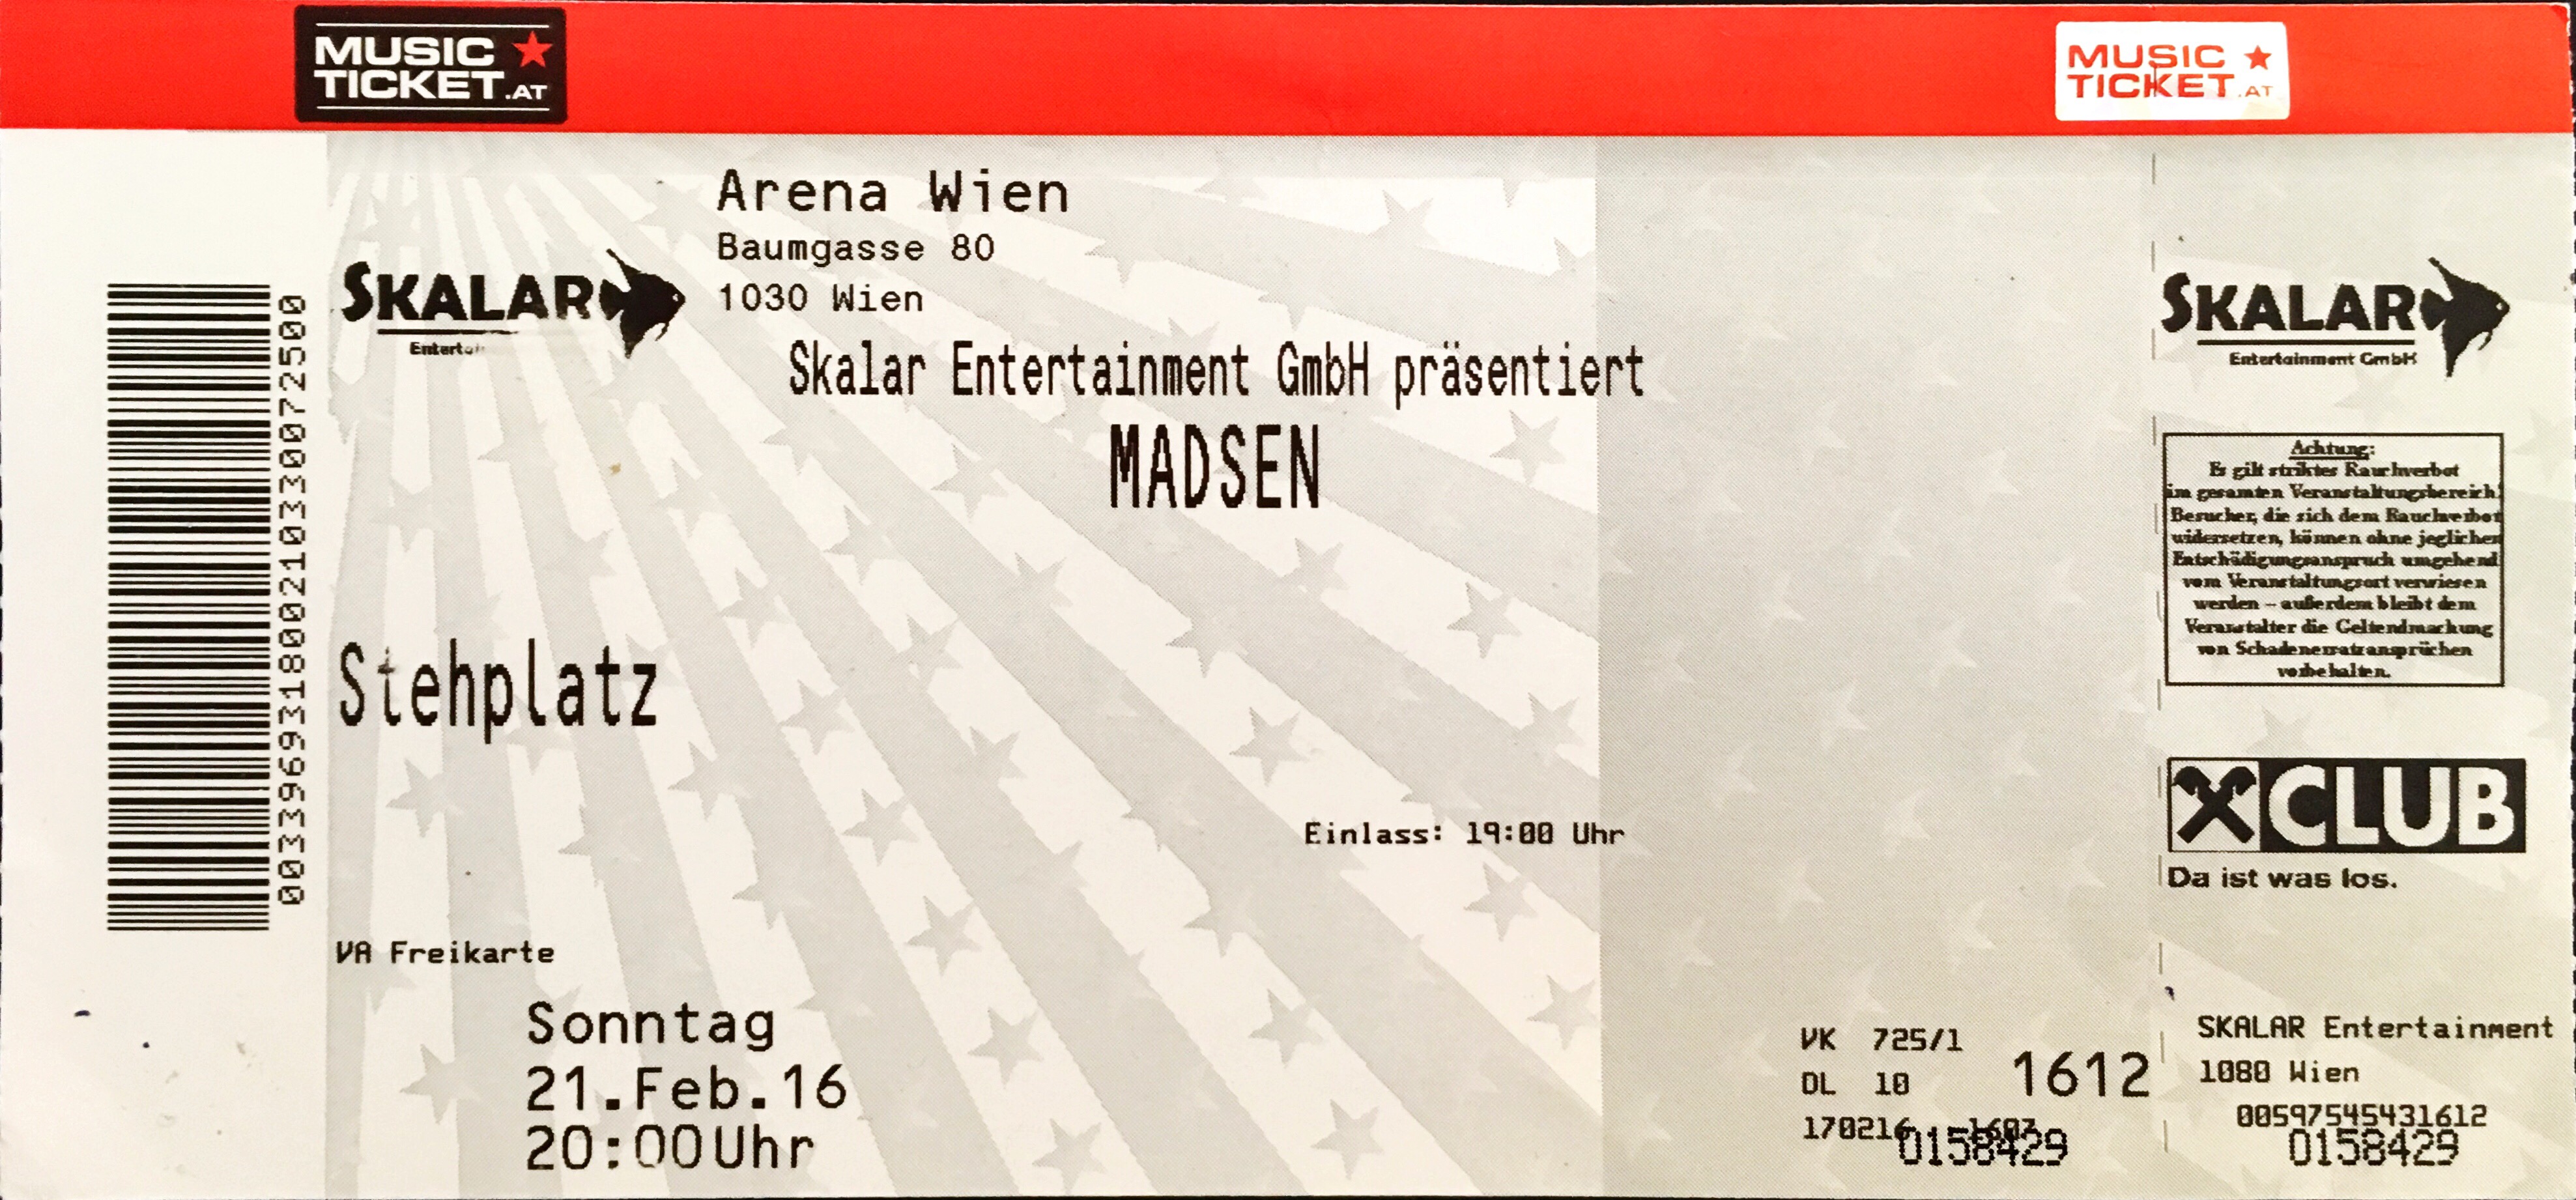 MUSIC
TICKET.AT
MUSIC
TICKET.AT
Arena Wien
Baumgasse 80
1030 Wien
SKALAR
Skalar Entertainment GmbH präsentiert
MADSEN
Stehplatz
Einlass: 19:00 Uhr
VA Freikarte
Sonntag
21.Feb.16
20:00Uhr
VK 725/1
DL 10
1612
170216
0158429
SKALAR
Entertainment GmbH
Achtung:
Es gilt striktes Rauchverbot
im gesamten Veranstaltungsbereich!
Besucher, die sich dem Rauchverbot
widersetzen, können ohne jeglichen
Entschädigungsanspruch umgehend
vom Veranstaltungsort verwiesen
werden – außerdem bleibt dem
Veranstalter die Geltendmachung
von Schadenersatzansprüchen
vorbehalten.
CLUB
Da ist was los.
SKALAR Entertainment
1080 Wien
00597545431612
0158429